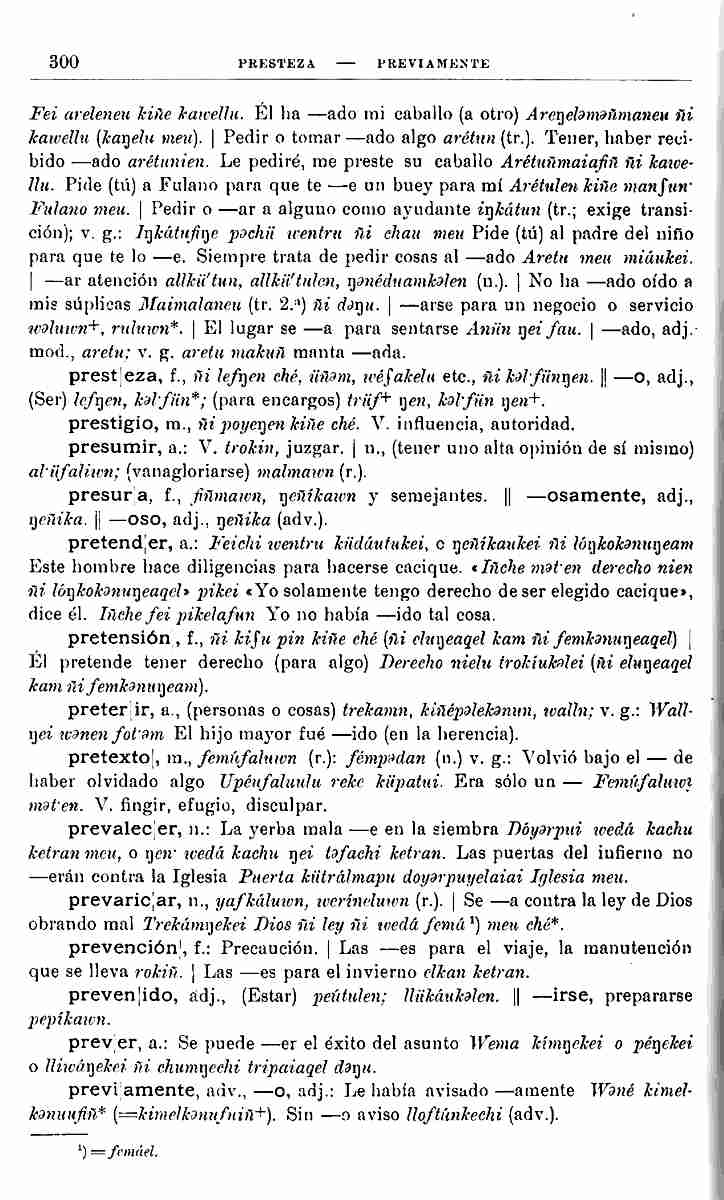 300 PRESTEZA — PREVIAMENTE
Fei areleneu kiñe kawellu. Él ha —ado mi caballo (a otro) Areŋeləməñmaneu ñi
kawellu (kaŋelu meu). | Pedir o tomar —ado algo arétun (tr.). Tener, haber reci-
bido —ado arétunien. Le pediré, me preste su caballo Arétuñmaiafiñ ñi kawe-
llu. Pide (tú) a Fulano para que te —e un buey para mí Arétulen kiñe manʃun·
Fulano meu. | Pedir o —ar a alguno como ayudante iŋkátun (tr.; exige transi-
ción); v. g.: Iŋkátufiŋe pəchü wentru ñi chau meu Pide (tú) al padre del niño
para que te lo —e. Siempre trata de pedir cosas al —ado Aretu meu miáukei.
| —ar atención allkü'tun, allkü'tulen, ŋənéduamkəlen (n.). | No ha —ado oído a
mis súplicas Maimalaneu (tr. 2.ª) ñi dəŋu. | —arse para un negocio o servicio
wəluwn+, ruluwn*. | El lugar se —a para sentarse Anün ŋei fau. | —ado, adj.
mod., aretu; v. g. aretu makuñ manta —ada.
prest|eza, f., ñi lefŋen ché, üñəm, wéʃakelu etc., ñi kəl·fünŋen. || —o, adj.,
(Ser) lefŋen, kəl·fün*; (para encargos) trüf+ ŋen, kəl·fün ŋen+.
prestigio, m., ñi poyeŋen kiñe ché. V. influencia, autoridad.
presumir, a.: V. trokin, juzgar. | n., (tener uno alta opinión de sí mismo)
al·üfaliwn; (vanagloriarse) malmawn (r.).
presur|a, f., fiñmawn, ŋeñíkawn y semejantes. || —osamente, adj.,
ŋeñika. || —oso, adj., ŋeñika (adv.).
pretend|er, a.: Feichi wentru küdáutukei, o ŋeñíkaukei ñi lóŋkokənuŋeam
Este hombre hace diligencias para hacerse cacique. «Iñche mət·en derecho nien
ñi lóŋkokənuŋeaqel» pikei «Yo solamente tengo derecho de ser elegido cacique»,
dice él. Iñche fei pikelafun Yo no había —ido tal cosa.
pretensión|, f., ñi kiʃu pin kiñe ché (ñi eluŋeaqel kam ñi femkənuŋeaqel) |
Él pretende tener derecho (para algo) Derecho nielu trokíukəlei (ñi eluŋeaqel
kam ñi femkənuŋeam).
preter|ir, a., (personas o cosas) trekamn, kiñépəlekənun, walln; v. g.: Wall-
ŋei wənen fot·əm El hijo mayor fué —ido (en la herencia).
pretexto|, m., femúfaluwn (r.): fémpədan (n.) v. g.: Volvió bajo el — de
haber olvidado algo Upéufaluulu reke küpatui. Era sólo un — Femúfaluwi
mət·en. V. fingir, efugio, disculpar.
prevalec|er, n.: La yerba mala —e en la siembra Dóyərpui wedá kachu
ketran meu, o ŋen· wedá kachu ŋei təfachi ketran. Las puertas del infierno no
—erán contra la Iglesia Puerta kütrálmapu doyərpuyelaiai Iglesia meu.
prevaric|ar, n., yafkáluwn, weríneluwn (r.). | Se —a contra la ley de Dios
obrando mal Trekámŋekei Dios ñi ley ñi wedá femá ¹) meu ché*.
prevención|, f.: Precaución. | Las —es para el viaje, la manutención
que se lleva rokiñ. | Las —es para el invierno elkan ketran.
preven|ido, adj., (Estar) peútulen; llükáukəlen. || —irse, prepararse
pepíkawn.
prev|er, a.: Se puede —er el éxito del asunto Wema kímŋekei o péŋekei
o lliwáŋekei ñi chumŋechi tripaiaqel dəŋu.
previ|amente, adv., —o, adj.: Le había avisado —amente Wəné kimel-
kənuufiñ* (=kimelkənufuiñ+). Sin —o aviso lloftúnkechi (adv.).
¹) = femáel.